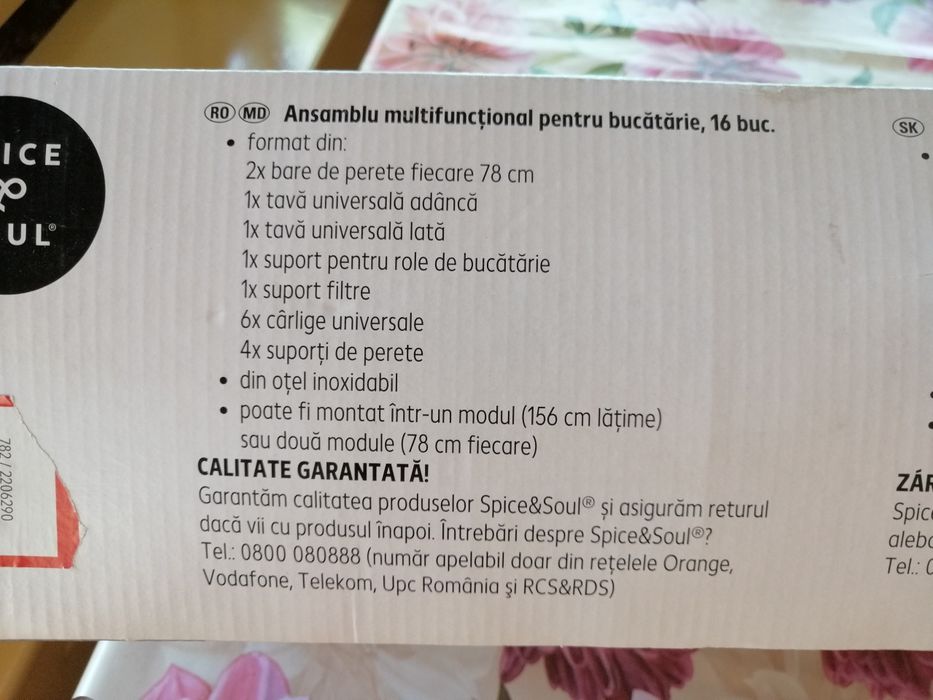 ICE
&
UL®
RO MD Ansamblu multifuncțional pentru bucătărie, 16 buc.
• format din:
2x bare de perete fiecare 78 cm
1x tavă universală adâncă
1x tavă universală lată
1x suport pentru role de bucătărie
1x suport filtre
6x cârlige universale
4x suporți de perete
• din oțel inoxidabil
• poate fi montat într-un modul (156 cm lățime)
sau două module (78 cm fiecare)
CALITATE GARANTATĂ!
Garantăm calitatea produselor Spice&Soul® și asigurăm returul
dacă vii cu produsul înapoi. Întrebări despre Spice&Soul®?
Tel.: 0800 080888 (număr apelabil doar din rețelele Orange,
Vodafone, Telekom, Upc România și RCS&RDS)
782 / 2206290
SK
•
•
•
ZÁR
Spic
alebo
Tel.: 0